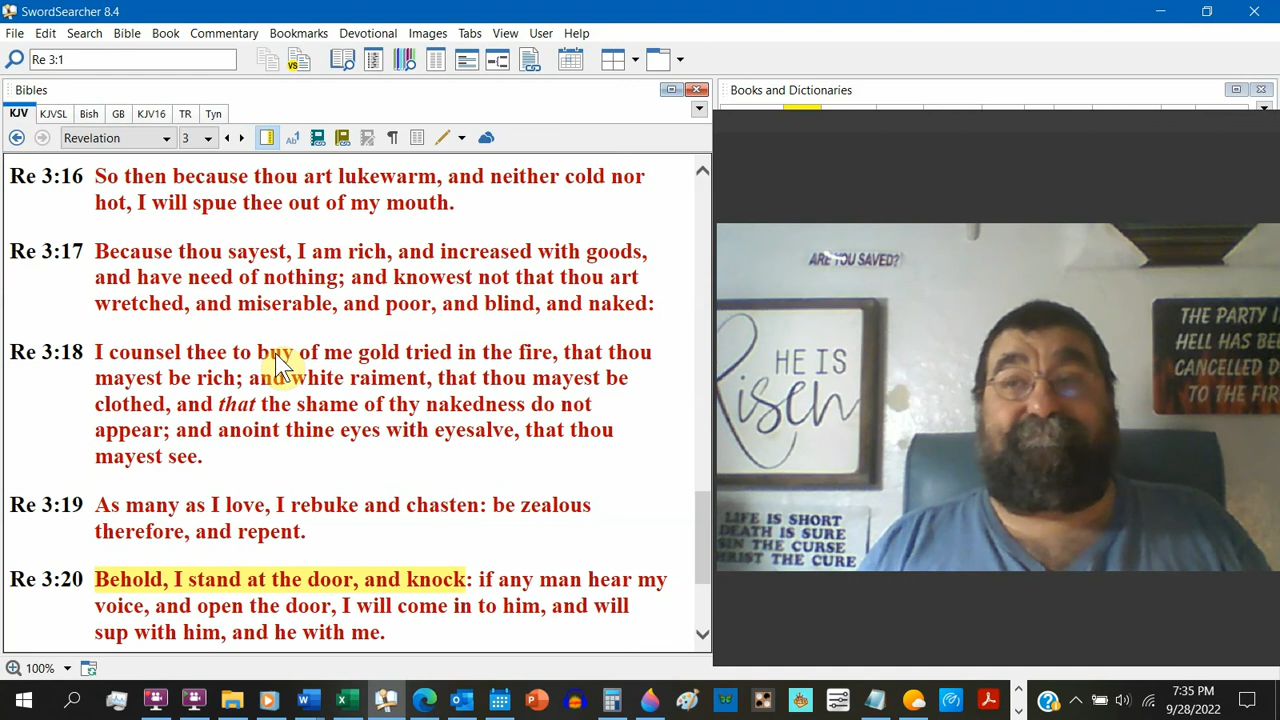 SwordSearcher 8.4
File Edit Search Bible Book Commentary Bookmarks Devotional Images Tabs View User Help
Re 3:1
VS
Bibles
Books and Dictionaries
KJV KJVSL Bish GB KJV16 TR Tyn
Revelation 3
Re 3:16 So then because thou art lukewarm, and neither cold nor
hot, I will spue thee out of my mouth.
Re 3:17 Because thou sayest, I am rich, and increased with goods,
and have need of nothing; and knowest not that thou art
wretched, and miserable, and poor, and blind, and naked:
Re 3:18 I counsel thee to buy of me gold tried in the fire, that thou
mayest be rich; and white raiment, that thou mayest be
clothed, and that the shame of thy nakedness do not
appear; and anoint thine eyes with eyesalve, that thou
mayest see.
Re 3:19 As many as I love, I rebuke and chasten: be zealous
therefore, and repent.
Re 3:20 Behold, I stand at the door, and knock: if any man hear my
voice, and open the door, I will come in to him, and will
sup with him, and he with me.
ARE YOU SAVED?
HE IS
Risen
THE PARTY I
HELL HAS BE
CANCELLED D
TO THE FIR
LIFE IS SHORT
DEATH IS SURE
SIN THE CURSE
CHRIST THE CURE
100%
7:35 PM
9/28/2022